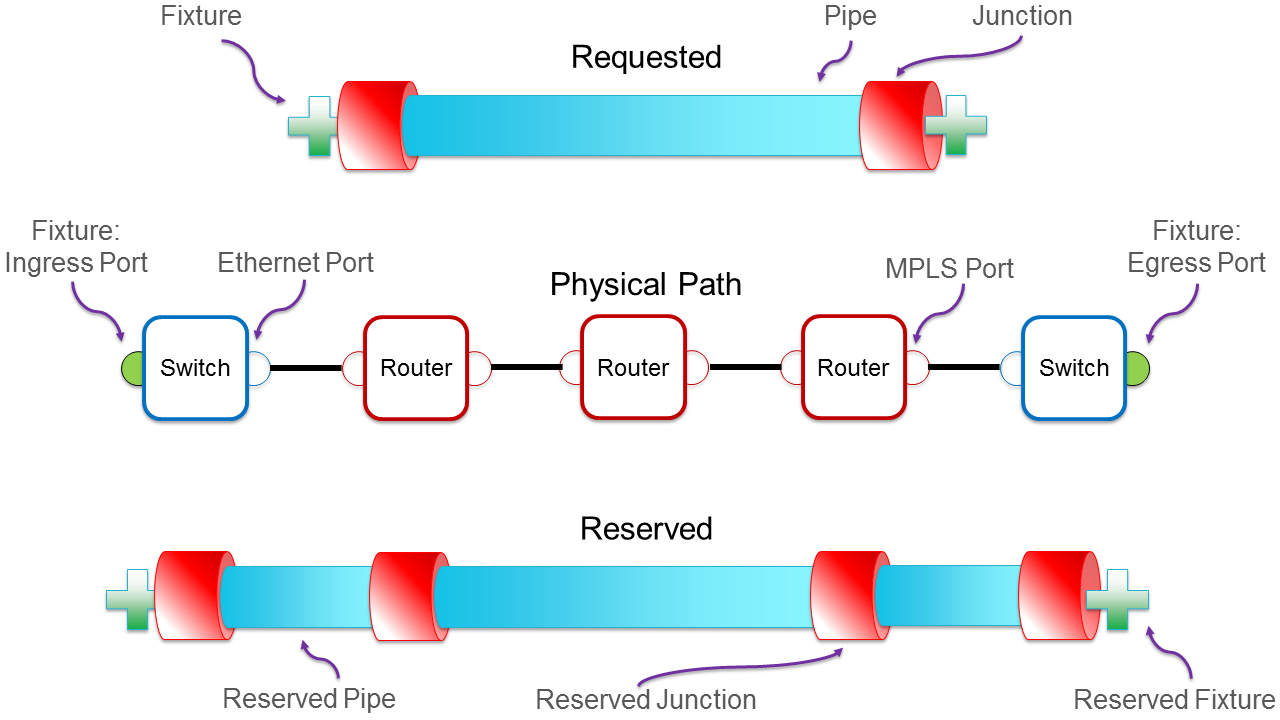 Fixture
Pipe
Junction
Requested
Fixture:
Ingress Port
Ethernet Port
Physical Path
MPLS Port
Fixture:
Egress Port
Switch
Router
Router
Router
Switch
Reserved
Reserved Pipe
Reserved Junction
Reserved Fixture